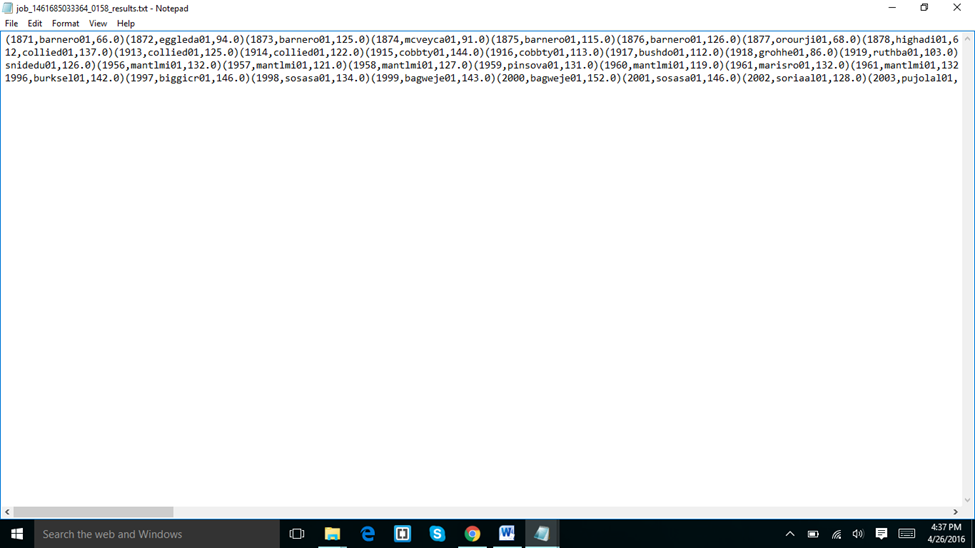 job_1461685033364_0158_results.txt - Notepad
File Edit Format View Help
(1871,barnero01,66.0)(1872,eggleda01,94.0)(1873,barnero01,125.0)(1874,mcveyca01,91.0)(1875,barnero01,115.0)(1876,barnero01,126.0)(1877,orourji01,68.0)(1878,highadi01,6
12,collied01,137.0)(1913,collied01,125.0)(1914,collied01,122.0)(1915,cobbty01,144.0)(1916,cobbty01,113.0)(1917,bushdo01,112.0)(1918,grohhe01,86.0)(1919,ruthba01,103.0)
snidedu01,126.0)(1956,mantlmi01,132.0)(1957,mantlmi01,121.0)(1958,mantlmi01,127.0)(1959,pinsova01,131.0)(1960,mantlmi01,119.0)(1961,marisro01,132.0)(1961,mantlmi01,132
1996,burksel01,142.0)(1997,biggicr01,146.0)(1998,sosasa01,134.0)(1999,bagweje01,143.0)(2000,bagweje01,152.0)(2001,sosasa01,146.0)(2002,soriaal01,128.0)(2003,pujolal01,
Search the web and Windows
4:37 PM
4/26/2016